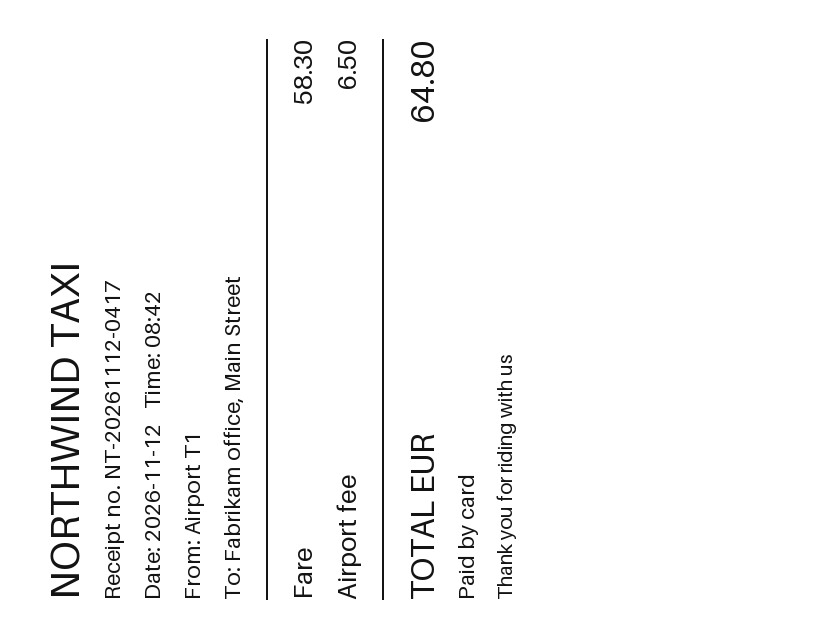 NORTHWIND TAXI
Receipt no. NT-20261112-0417
Date: 2026-11-12 Time: 08:42
From: Airport T1
To: Fabrikam office, Main Street
Fare 58.30
Airport fee 6.50
TOTAL EUR 64.80
Paid by card
Thank you for riding with us